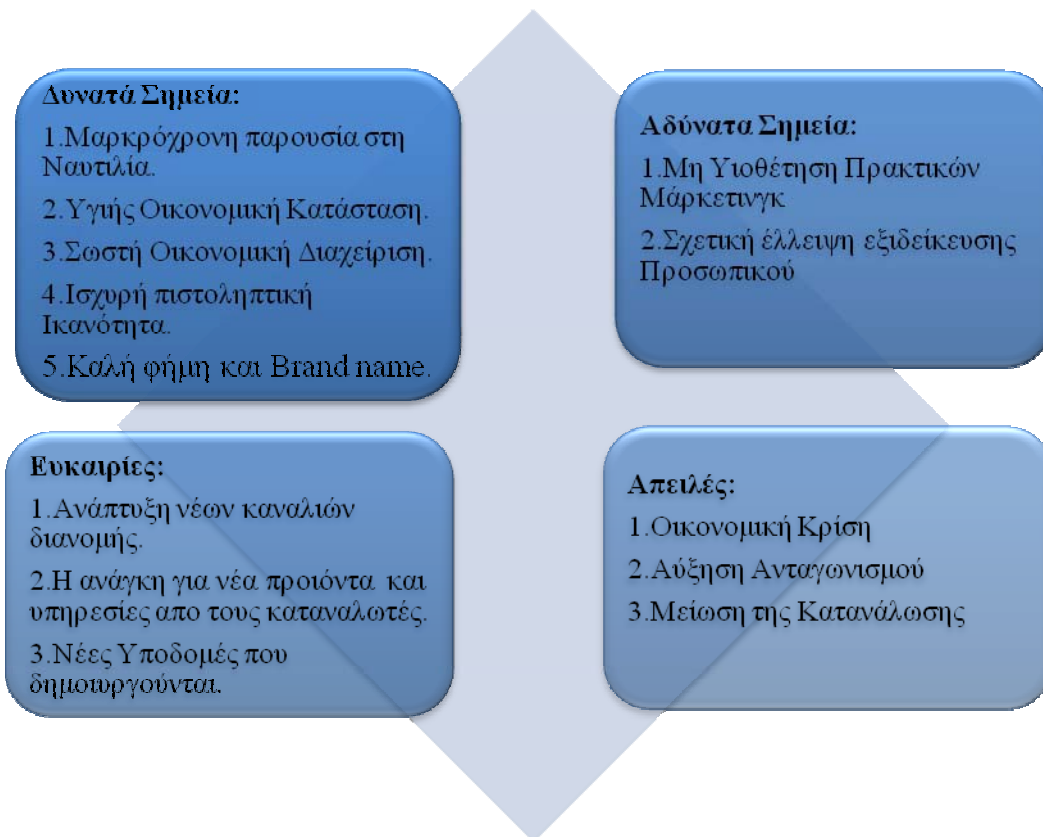 Δυνατά Σημεία:
1.Μαρκρόχρονη παρουσία στη
Ναυτιλία.
2.Υγιής Οικονομική Κατάσταση.
3.Σωστή Οικονομική Διαχείριση.
4.Ισχυρή πιστοληπτική
Ικανότητα.
5.Καλή φήμη και Brand name.
Αδύνατα Σημεία:
1.Μη Υιοθέτηση Πρακτικών
Μάρκετινγκ
2.Σχετική έλλειψη εξιδείκευσης
Προσωπικού
Ευκαιρίες:
1.Ανάπτυξη νέων καναλιών
διανομής.
2.Η ανάγκη για νέα προιόντα και
υπηρεσίες απο τους καταναλωτές.
3.Νέες Υποδομές που
δημοιυργούνται.
Απειλές:
1.Οικονομική Κρίση
2.Αύξηση Ανταγωνισμού
3.Μείωση της Κατανάλωσης